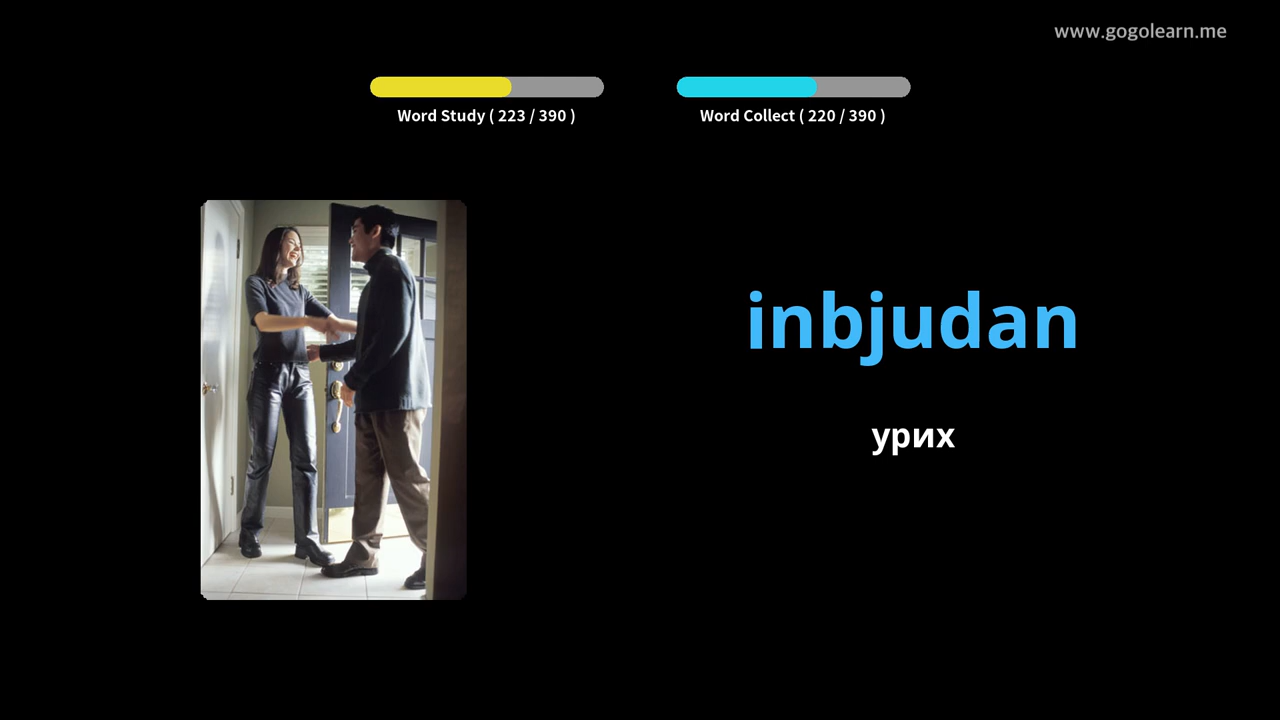 www.gogolearn.me
Word Study ( 223 / 390 )
Word Collect ( 220 / 390 )
inbjudan
урих